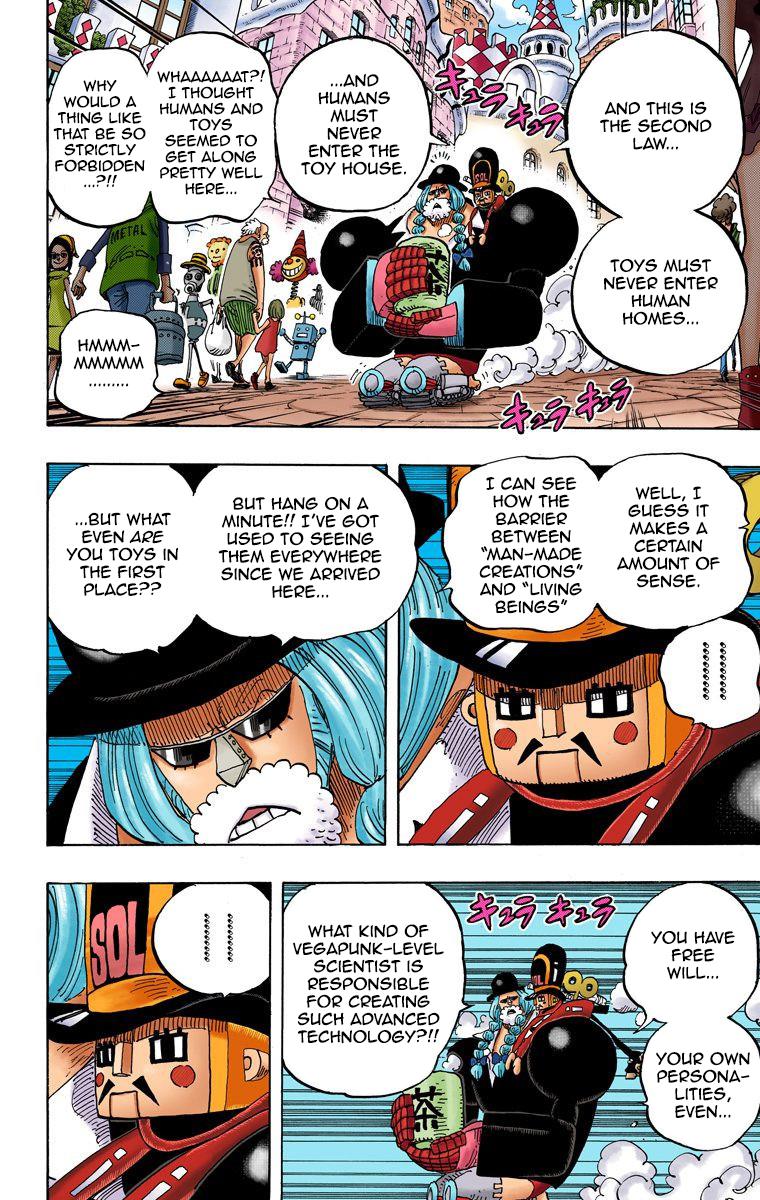 AND THIS IS
THE SECOND
LAW...
TOYS MUST
NEVER ENTER
HUMAN
HOMES...
...AND
HUMANS
MUST
NEVER
ENTER THE
TOY HOUSE.
キュラ キュラ
SOL
WHAAAAAAT?!
I THOUGHT
HUMANS AND
TOYS
SEEMED TO
GET ALONG
PRETTY WELL
HERE...
WHY
WOULD A
THING LIKE
THAT BE SO
STRICTLY
FORBIDDEN
...?!!
METAL
HMMM-
MMMMM
.........
キュラ キュラ
WELL, I
GUESS IT
MAKES A
CERTAIN
AMOUNT OF
SENSE.
I CAN SEE
HOW THE
BARRIER
BETWEEN
“MAN-MADE
CREATIONS”
AND “LIVING
BEINGS”
BUT HANG ON A
MINUTE!! I’VE GOT
USED TO SEEING
THEM EVERYWHERE
SINCE WE ARRIVED
HERE...
...BUT WHAT
EVEN ARE
YOU TOYS IN
THE FIRST
PLACE??
YOU HAVE
FREE
WILL...
YOUR OWN
PERSONA-
LITIES,
EVEN...
キュラ キュラ
WHAT KIND OF
VEGAPUNK-LEVEL
SCIENTIST IS
RESPONSIBLE
FOR CREATING
SUCH ADVANCED
TECHNOLOGY?!!
茶
SOL